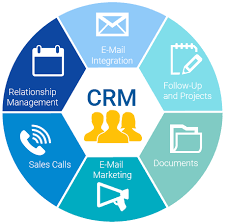 E-Mail
Integration
Follow-Up
and Projects
Documents
E-Mail
Marketing
Sales Calls
Relationship
Management
CRM